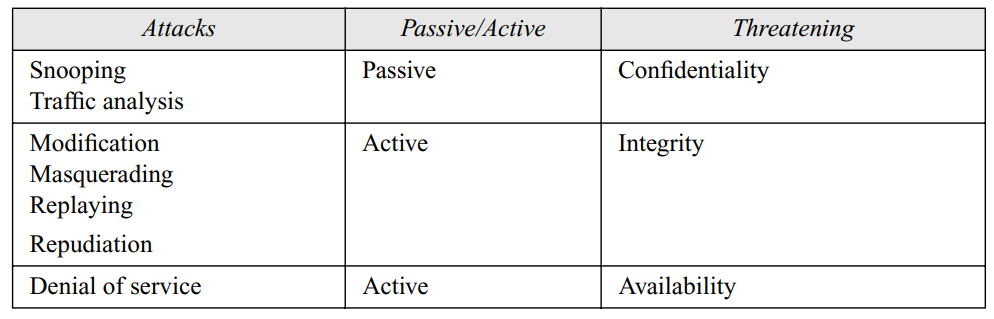 Attacks Passive/Active Threatening
Snooping Passive Confidentiality
Traffic analysis
Modification Active Integrity
Masquerading
Replaying
Repudiation
Denial of service Active Availability